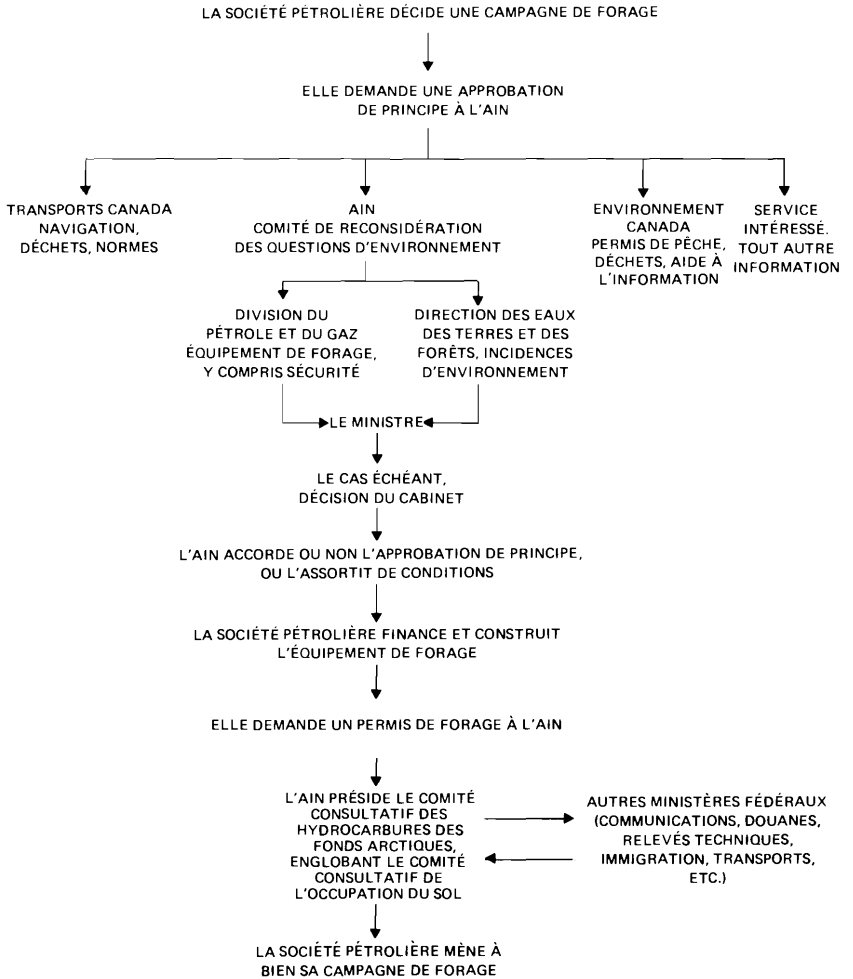 LA SOCIÉTÉ PÉTROLIÈRE DÉCIDE UNE CAMPAGNE DE FORAGE
ELLE DEMANDE UNE APPROBATION
DE PRINCIPE À L'AIN
TRANSPORTS CANADA
NAVIGATION,
DÉCHETS, NORMES
AIN
COMITÉ DE RECONSIDÉRATION
DES QUESTIONS D'ENVIRONNEMENT
ENVIRONNEMENT
CANADA
PERMIS DE PÊCHE,
DÉCHETS, AIDE À
L'INFORMATION
SERVICE
INTÉRESSÉ.
TOUT AUTRE
INFORMATION
DIVISION DU
PÉTROLE ET DU GAZ
ÉQUIPEMENT DE FORAGE,
Y COMPRIS SÉCURITÉ
DIRECTION DES EAUX
DES TERRES ET DES
FORÊTS, INCIDENCES
D'ENVIRONNEMENT
LE MINISTRE
LE CAS ÉCHÉANT,
DÉCISION DU CABINET
L'AIN ACCORDE OU NON L'APPROBATION DE PRINCIPE,
OU L'ASSORTIT DE CONDITIONS
LA SOCIÉTÉ PÉTROLIÈRE FINANCE ET CONSTRUIT
L'ÉQUIPEMENT DE FORAGE
ELLE DEMANDE UN PERMIS DE FORAGE À L'AIN
L'AIN PRÉSIDE LE COMITÉ
CONSULTATIF DES
HYDROCARBURES DES
FONDS ARCTIQUES,
ENGLOBANT LE COMITÉ
CONSULTATIF DE
L'OCCUPATION DU SOL
AUTRES MINISTÈRES FÉDÉRAUX
(COMMUNICATIONS, DOUANES,
RELEVÉS TECHNIQUES,
IMMIGRATION, TRANSPORTS,
ETC.)
LA SOCIÉTÉ PÉTROLIÈRE MÈNE À
BIEN SA CAMPAGNE DE FORAGE